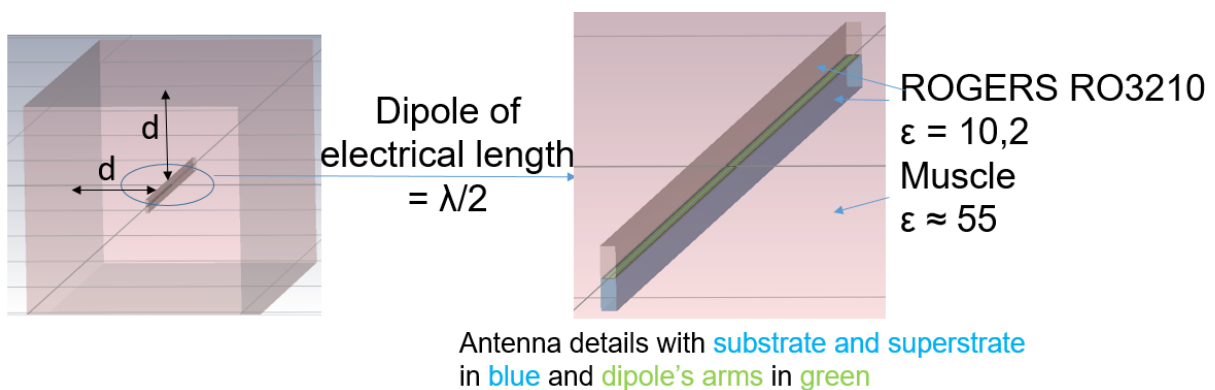 d
d
Dipole of
electrical length
= λ/2
ROGERS RO3210
ε = 10,2
Muscle
ε ≈ 55
Antenna details with substrate and superstrate
in blue and dipole's arms in green